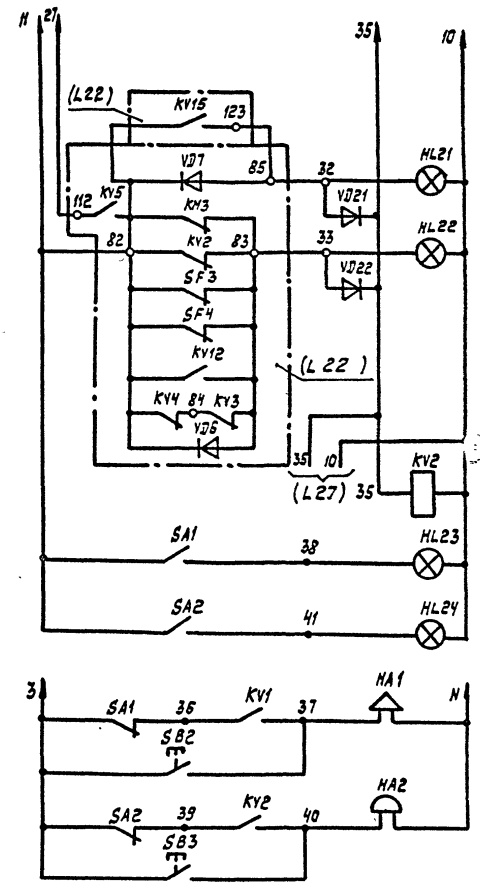 И 27 35 10
(L22)
KV15
123
VD7
85
32
HL21
112
KV5
KM3
VD21
82
KV2
83
33
HL22
SF3
VD22
SF4
KV12
(L22)
KV4
84
KV3
VD6
35
10
(L27)
35
KV2
SA1
38
HL23
SA2
41
HL24
3
N
SA1
36
KV1
37
HA1
SB2
SA2
39
KV2
40
HA2
SB3